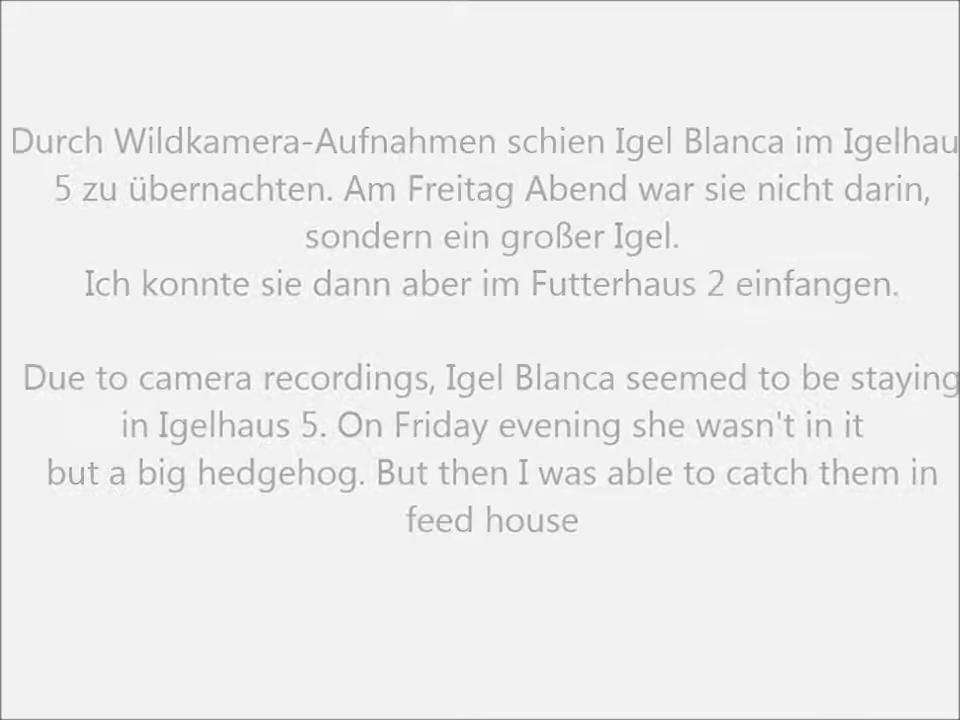 Durch Wildkamera-Aufnahmen schien Igel Blanca im Igelhau
5 zu übernachten. Am Freitag Abend war sie nicht darin,
sondern ein großer Igel.
Ich konnte sie dann aber im Futterhaus 2 einfangen.
Due to camera recordings, Igel Blanca seemed to be staying
in Igelhaus 5. On Friday evening she wasn't in it
but a big hedgehog. But then I was able to catch them in
feed house